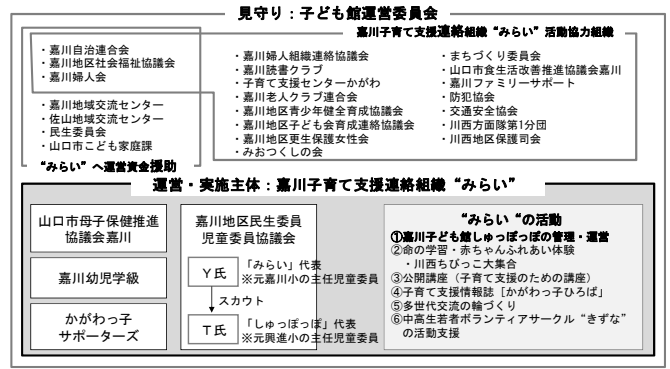 見守り：子ども館運営委員会
嘉川子育て支援連絡組織“みらい”活動協力組織
・嘉川自治連合会
・嘉川地区社会福祉協議会
・嘉川婦人会
・嘉川地域交流センター
・佐山地域交流センター
・民生委員会
・山口市こども家庭課
“みらい”へ運営資金援助
・嘉川婦人組織連絡協議会
・嘉川読書クラブ
・子育て支援センターかがわ
・嘉川老人クラブ連合会
・嘉川地区青少年健全育成協議会
・嘉川地区子ども会育成連絡協議会
・嘉川地区更生保護女性会
・みおつくしの会
・まちづくり委員会
・山口市食生活改善推進協議会嘉川
・嘉川ファミリーサポート
・防犯協会
・交通安全協会
・川西方面隊第1分団
・川西地区保護司会
運営・実施主体：嘉川子育て支援連絡組織“みらい”
山口市母子保健推進
協議会嘉川
嘉川幼児学級
かがわっ子
サポーターズ
嘉川地区民生委員
児童委員協議会
Y氏
「みらい」代表
※元嘉川小の主任児童委員
スカウト
T氏
「しゅっぽっぽ」代表
※元興進小の主任児童委員
“みらい“の活動
①嘉川子ども館しゅっぽっぽの管理・運営
②命の学習・赤ちゃんふれあい体験
・川西ちびっこ大集合
③公開講座（子育て支援のための講座）
④子育て支援情報誌［かがわっ子ひろば」
⑤多世代交流の輪づくり
⑥中高生若者ボランティアサークル“きずな”
の活動支援